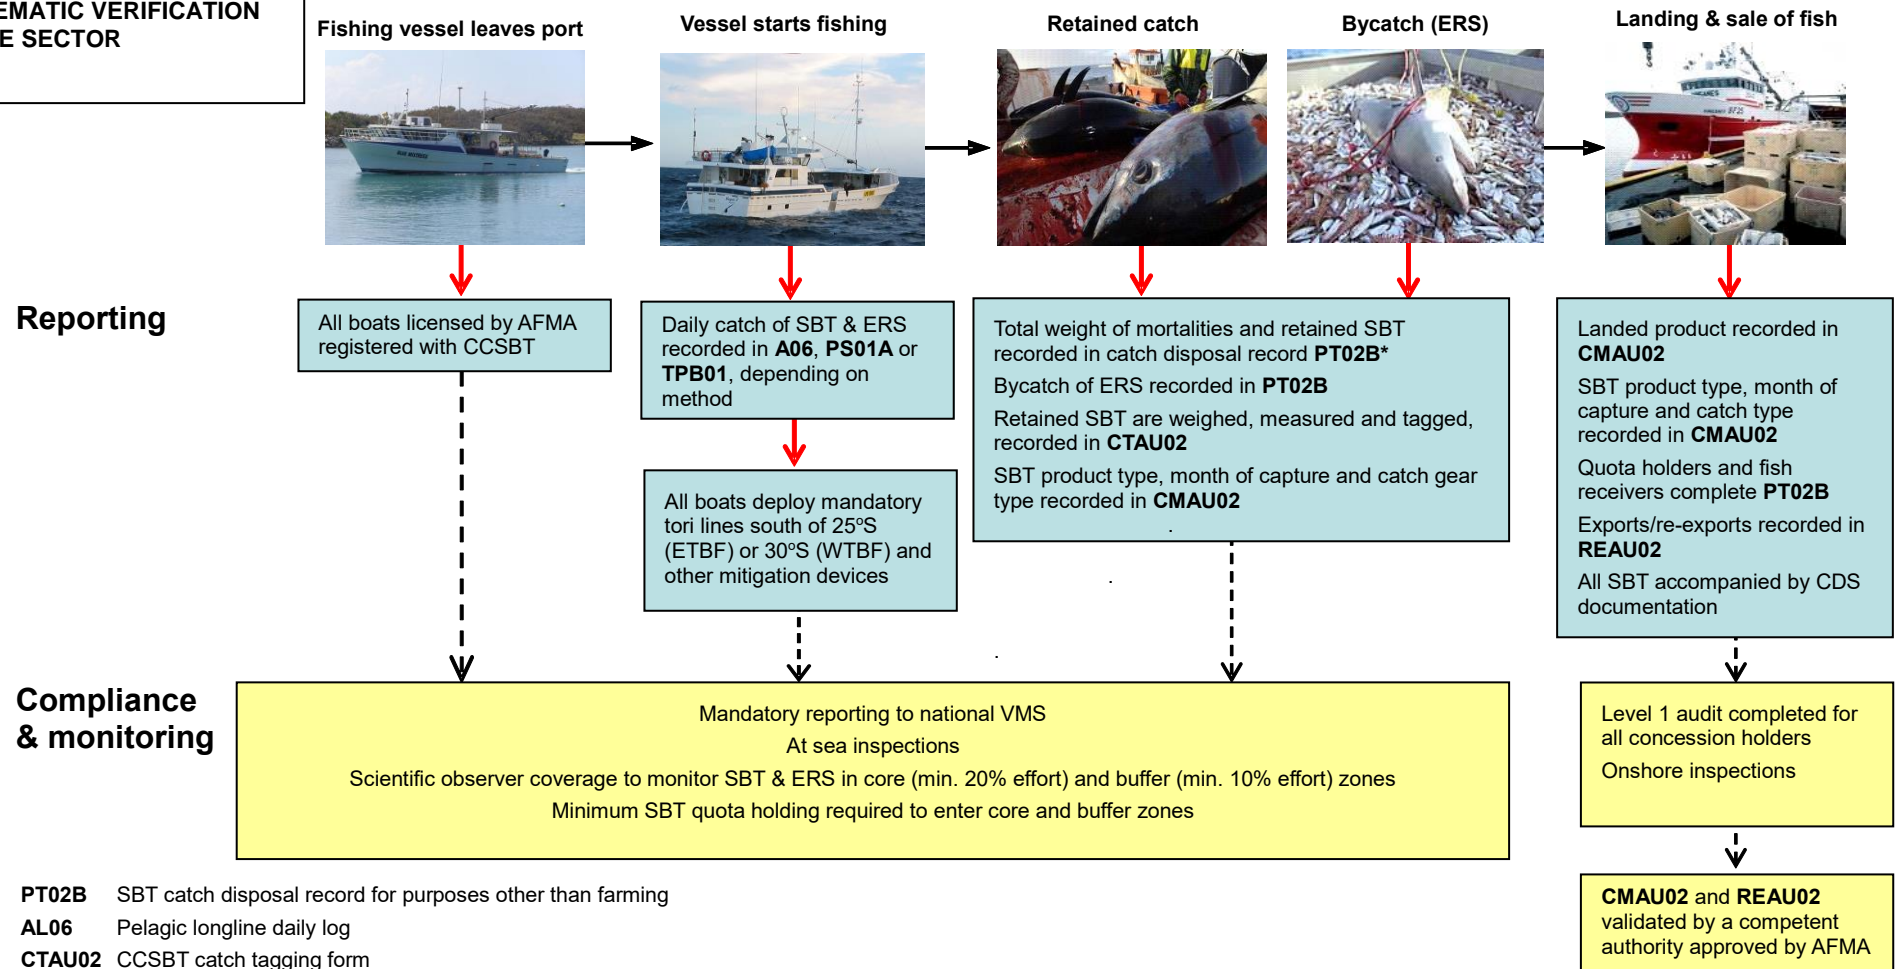 EMATIC VERIFICATION
E SECTOR
Fishing vessel leaves port
Vessel starts fishing
Retained catch
Bycatch (ERS)
Landing & sale of fish
Reporting
All boats licensed by AFMA
registered with CCSBT
Daily catch of SBT & ERS
recorded in A06, PS01A or
TPB01, depending on
method
All boats deploy mandatory
tori lines south of 25ºS
(ETBF) or 30ºS (WTBF) and
other mitigation devices
Total weight of mortalities and retained SBT
recorded in catch disposal record PT02B*
Bycatch of ERS recorded in PT02B
Retained SBT are weighed, measured and tagged,
recorded in CTAU02
SBT product type, month of capture and catch gear
type recorded in CMAU02
Landed product recorded in
CMAU02
SBT product type, month of
capture and catch type
recorded in CMAU02
Quota holders and fish
receivers complete PT02B
Exports/re-exports recorded in
REAU02
All SBT accompanied by CDS
documentation
Compliance
& monitoring
Mandatory reporting to national VMS
At sea inspections
Scientific observer coverage to monitor SBT & ERS in core (min. 20% effort) and buffer (min. 10% effort) zones
Minimum SBT quota holding required to enter core and buffer zones
Level 1 audit completed for
all concession holders
Onshore inspections
CMAU02 and REAU02
validated by a competent
authority approved by AFMA
PT02B SBT catch disposal record for purposes other than farming
AL06 Pelagic longline daily log
CTAU02 CCSBT catch tagging form